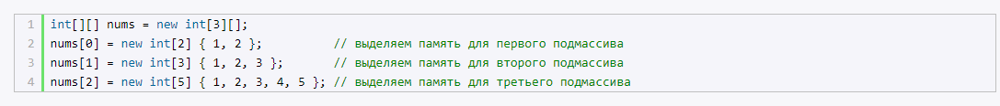 1 int[][] nums = new int[3][];
2 nums[0] = new int[2] { 1, 2 };          // выделяем память для первого подмассива
3 nums[1] = new int[3] { 1, 2, 3 };       // выделяем память для второго подмассива
4 nums[2] = new int[5] { 1, 2, 3, 4, 5 }; // выделяем память для третьего подмассива